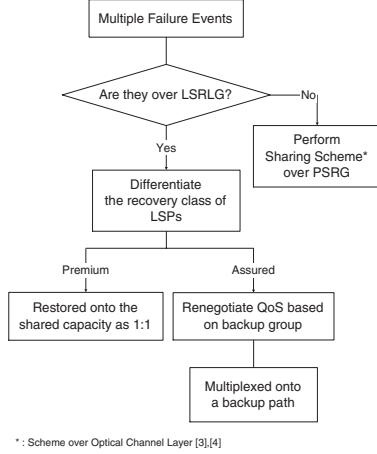 Multiple Failure Events
Are they over LSRLG?
No
Perform
Sharing Scheme*
over PSRG
Yes
Differentiate
the recovery class of
LSPs
Premium
Assured
Restored onto the
shared capacity as 1:1
Renegotiate QoS based
on backup group
Multiplexed onto
a backup path
* : Scheme over Optical Channel Layer [3],[4]